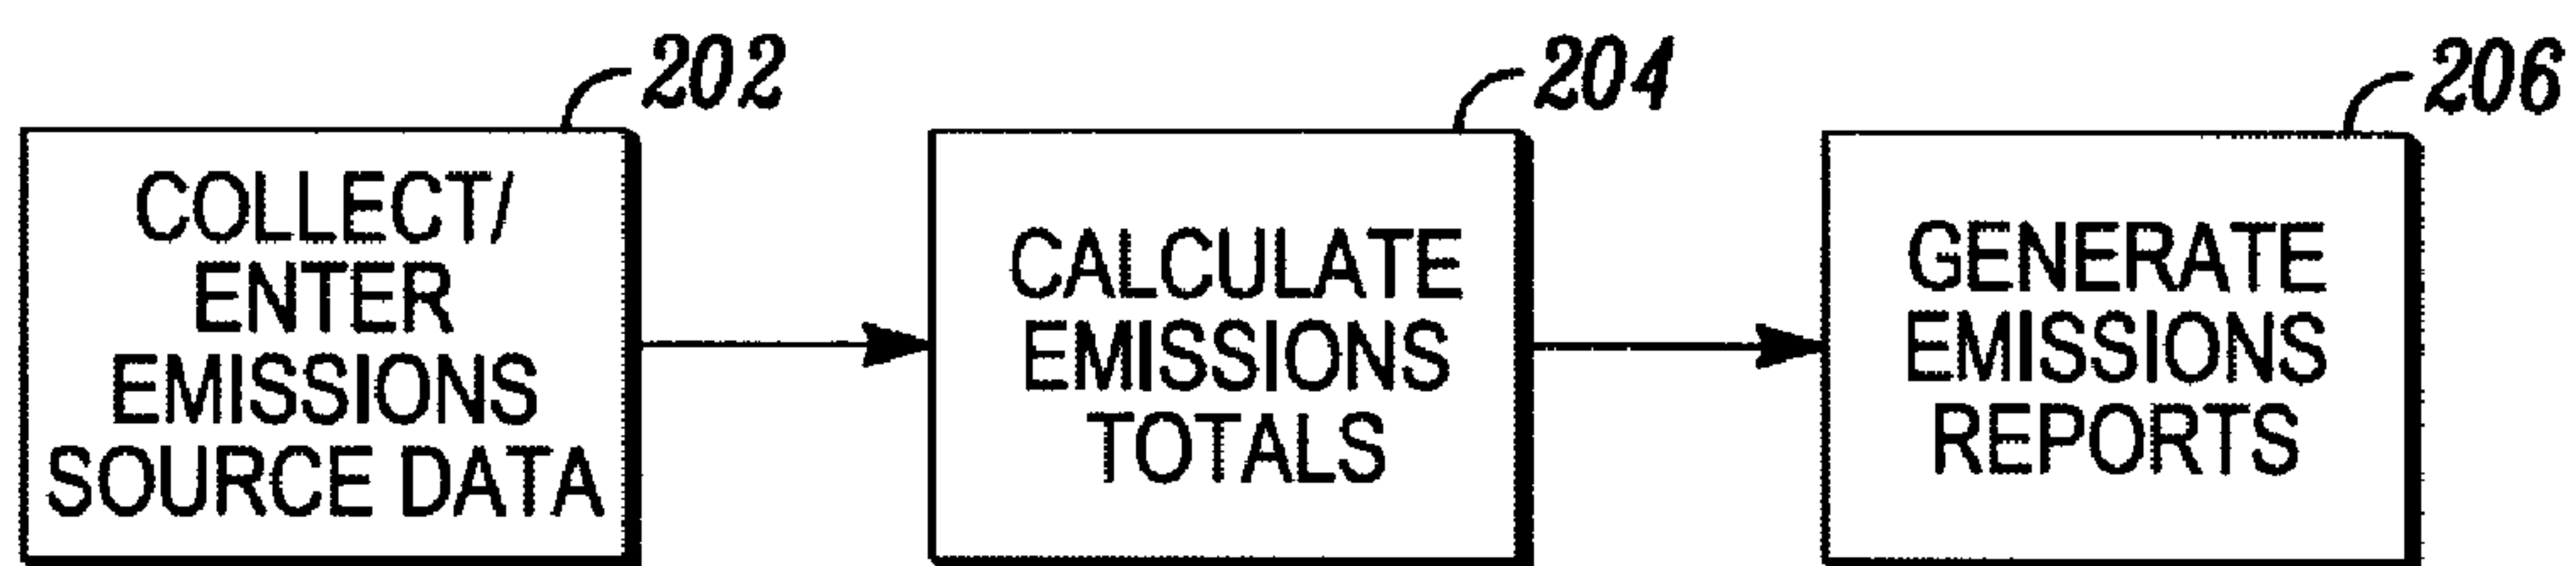 202
COLLECT/
ENTER
EMISSIONS
SOURCE DATA
204
CALCULATE
EMISSIONS
TOTALS
206
GENERATE
EMISSIONS
REPORTS